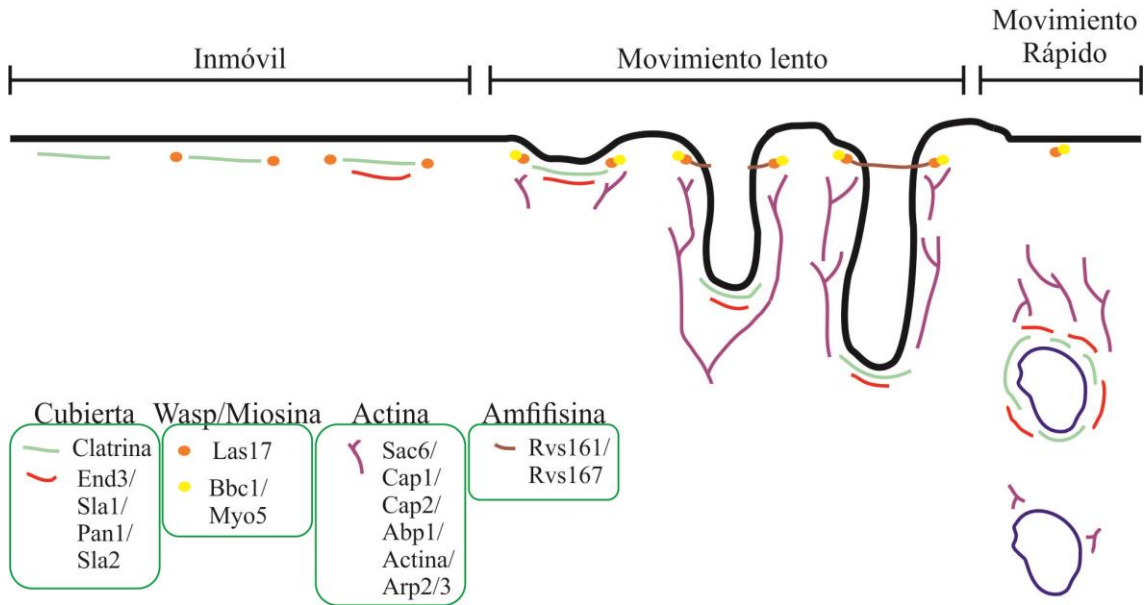 Inmóvil
Movimiento lento
Movimiento
Rápido
Cubierta
Clatrina
End3/
Sla1/
Pan1/
Sla2
Wasp/Miosina
Las17
Bbc1/
Myo5
Actina
Sac6/
Cap1/
Cap2/
Abp1/
Actina/
Arp2/3
Amfifisina
Rvs161/
Rvs167